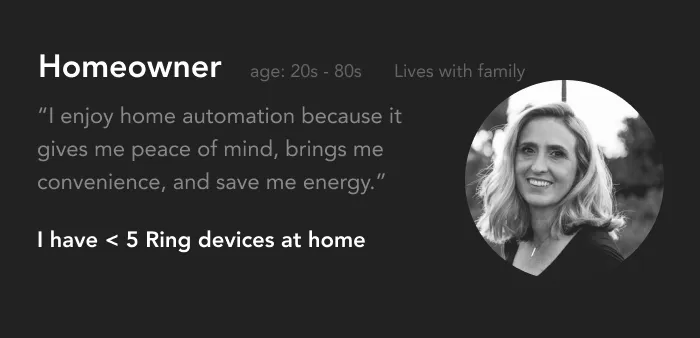 Homeowner age: 20s - 80s Lives with family
“I enjoy home automation because it
gives me peace of mind, brings me
convenience, and save me energy.”
I have < 5 Ring devices at home